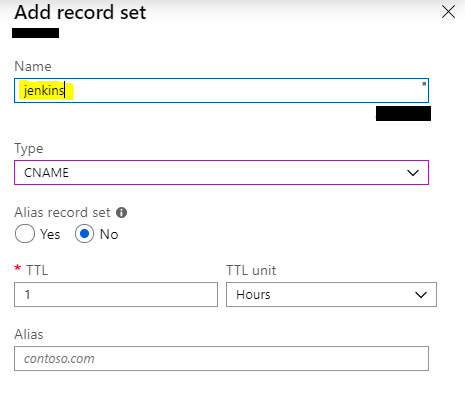 Add record set
Name
jenkins
Type
CNAME
Alias record set
Yes No
* TTL TTL unit
1 Hours
Alias
contoso.com